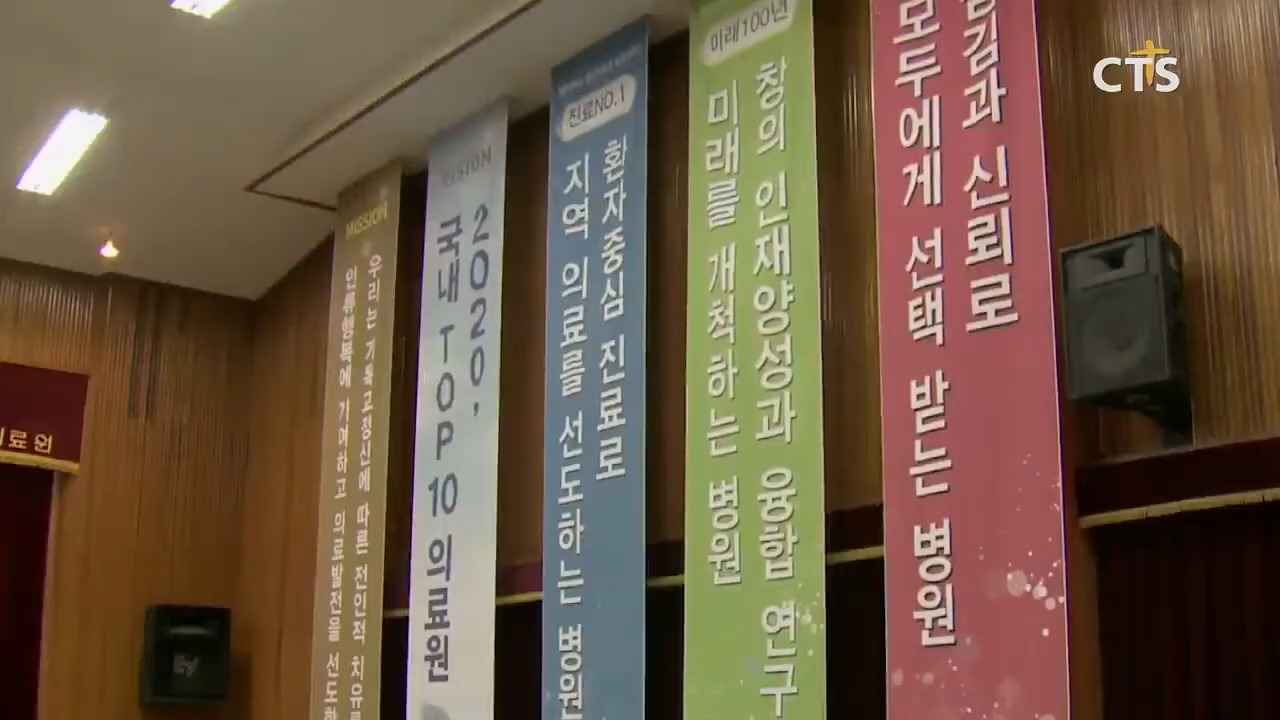 CTS
MISSION
우리는 기독교정신에 따른 전인적 치유로
인류행복에 기여하고 의료발전을 선도하
VISION
2020,
국내 TOP 10 의료원
진료NO.1
환자중심 진료로
지역 의료를 선도하는 병원
미래100년
창의 인재양성과 융합 연구
미래를 개척하는 병원
섬김과 신뢰로
모두에게 선택 받는 병원
의료원